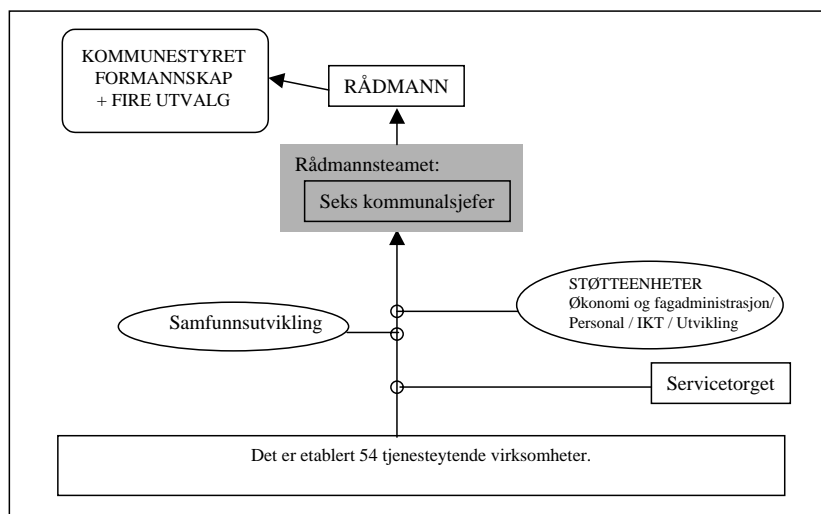 KOMMUNESTYRET
FORMANNSKAP
+ FIRE UTVALG
RÅDMANN
Rådmannsteamet:
Seks kommunalsjefer
STØTTEENHETER
Økonomi og fagadministrasjon/
Personal / IKT / Utvikling
Samfunnsutvikling
Servicetorget
Det er etablert 54 tjenesteytende virksomheter.